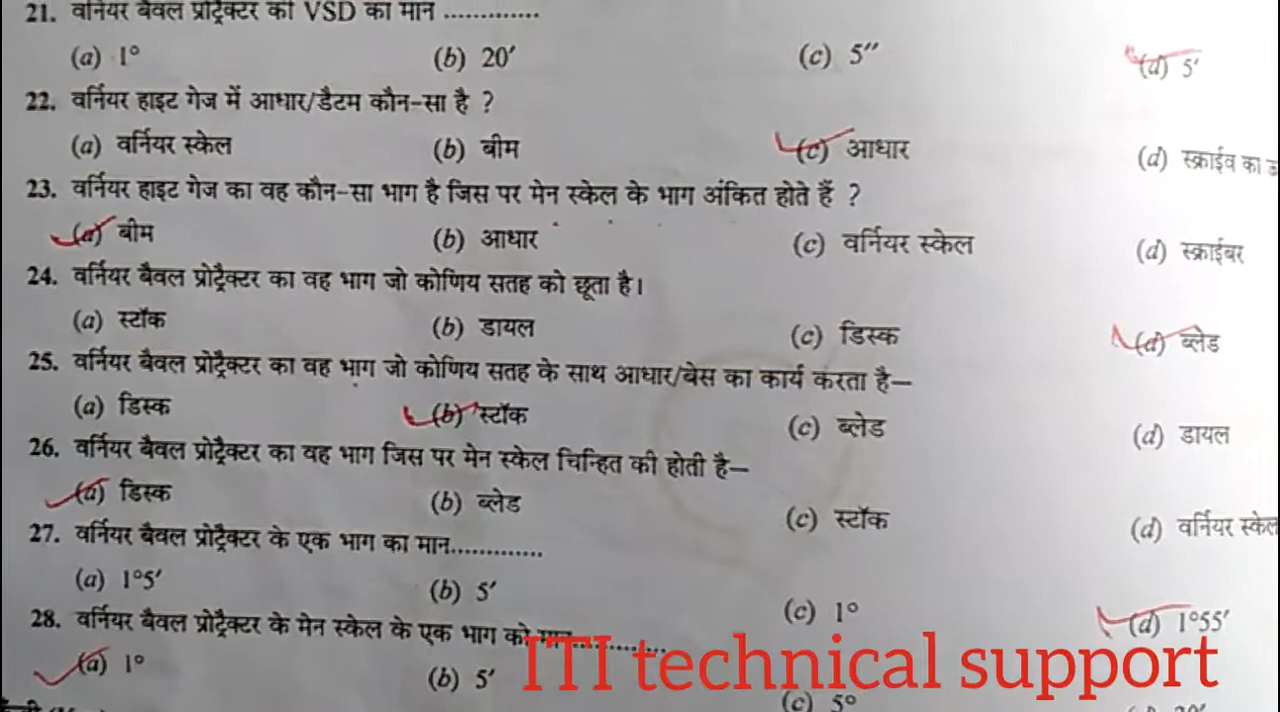 21. वर्नियर बैवल प्रोट्रैक्टर की VSD का मान .............
(a) 1° (b) 20′ (c) 5″ (d) 5′
22. वर्नियर हाइट गेज में आधार/डैटम कौन-सा है ?
(a) वर्नियर स्केल (b) बीम (c) आधार (d) स्क्राईव का
23. वर्नियर हाइट गेज का वह कौन-सा भाग है जिस पर मेन स्केल के भाग अंकित होते हैं ?
(a) बीम (b) आधार (c) वर्नियर स्केल (d) स्क्राईबर
24. वर्नियर बैवल प्रोट्रैक्टर का वह भाग जो कोणिय सतह को छूता है।
(a) स्टॉक (b) डायल (c) डिस्क (d) ब्लेड
25. वर्नियर बैवल प्रोट्रैक्टर का वह भाग जो कोणिय सतह के साथ आधार/बेस का कार्य करता है—
(a) डिस्क (b) स्टॉक (c) ब्लेड (d) डायल
26. वर्नियर बैवल प्रोट्रैक्टर का वह भाग जिस पर मेन स्केल चिन्हित की होती है—
(a) डिस्क (b) ब्लेड (c) स्टॉक (d) वर्नियर स्केल
27. वर्नियर बैवल प्रोट्रैक्टर के एक भाग का मान.............
(a) 1°5′ (b) 5′ (c) 1° (d) 1°55′
28. वर्नियर बैवल प्रोट्रैक्टर के मेन स्केल के एक भाग को मान.............
(a) 1° (b) 5′ (c) 5°
ITI technical support